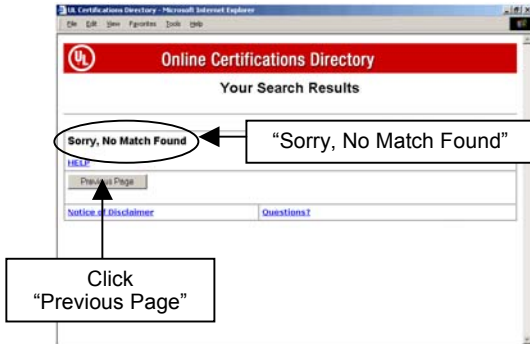 UL Certifications Directory - Microsoft Internet Explorer
File Edit View Favorites Tools Help
UL
Online Certifications Directory
Your Search Results
Sorry, No Match Found
“Sorry, No Match Found”
HELP
Previous Page
Notice of Disclaimer
Questions?
Click
“Previous Page”